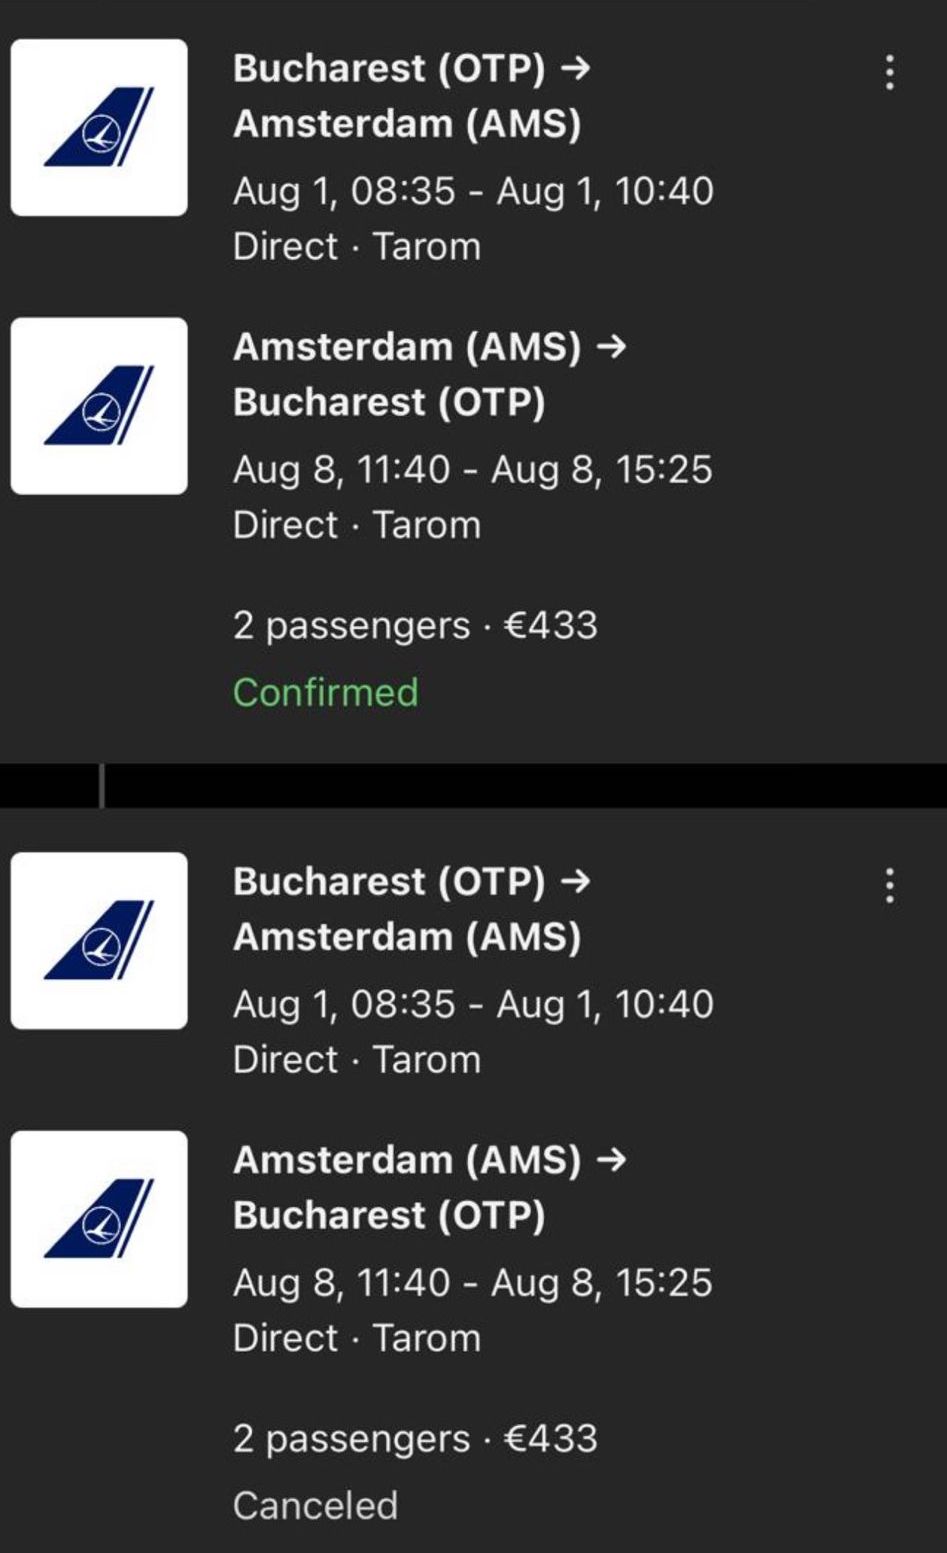 Bucharest (OTP) →
Amsterdam (AMS)
Aug 1, 08:35 - Aug 1, 10:40
Direct · Tarom
Amsterdam (AMS) →
Bucharest (OTP)
Aug 8, 11:40 - Aug 8, 15:25
Direct · Tarom
2 passengers · €433
Confirmed
Bucharest (OTP) →
Amsterdam (AMS)
Aug 1, 08:35 - Aug 1, 10:40
Direct · Tarom
Amsterdam (AMS) →
Bucharest (OTP)
Aug 8, 11:40 - Aug 8, 15:25
Direct · Tarom
2 passengers · €433
Canceled